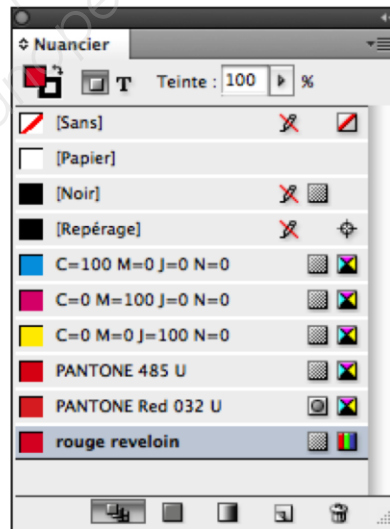 Nuancier
T Teinte : 100 %
[Sans]
[Papier]
[Noir]
[Repérage]
C=100 M=0 J=0 N=0
C=0 M=100 J=0 N=0
C=0 M=0 J=100 N=0
PANTONE 485 U
PANTONE Red 032 U
rouge reveloin